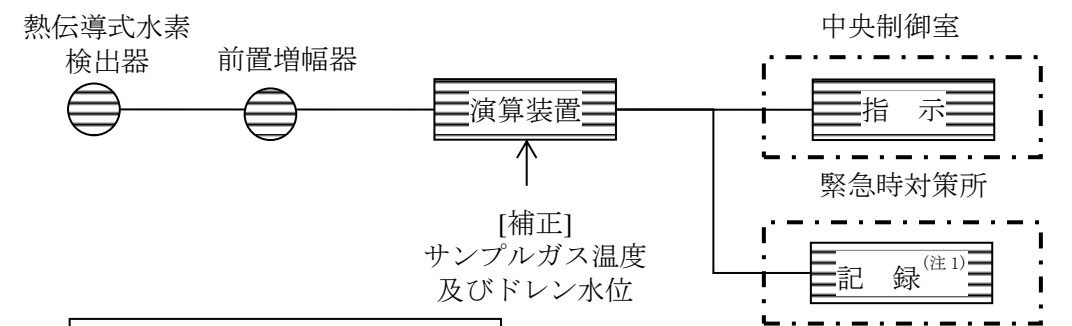 熱伝導式水素
検出器
前置増幅器
中央制御室
演算装置
指 示
緊急時対策所
[補正]
サンプルガス温度
及びドレン水位
記 録(注1)